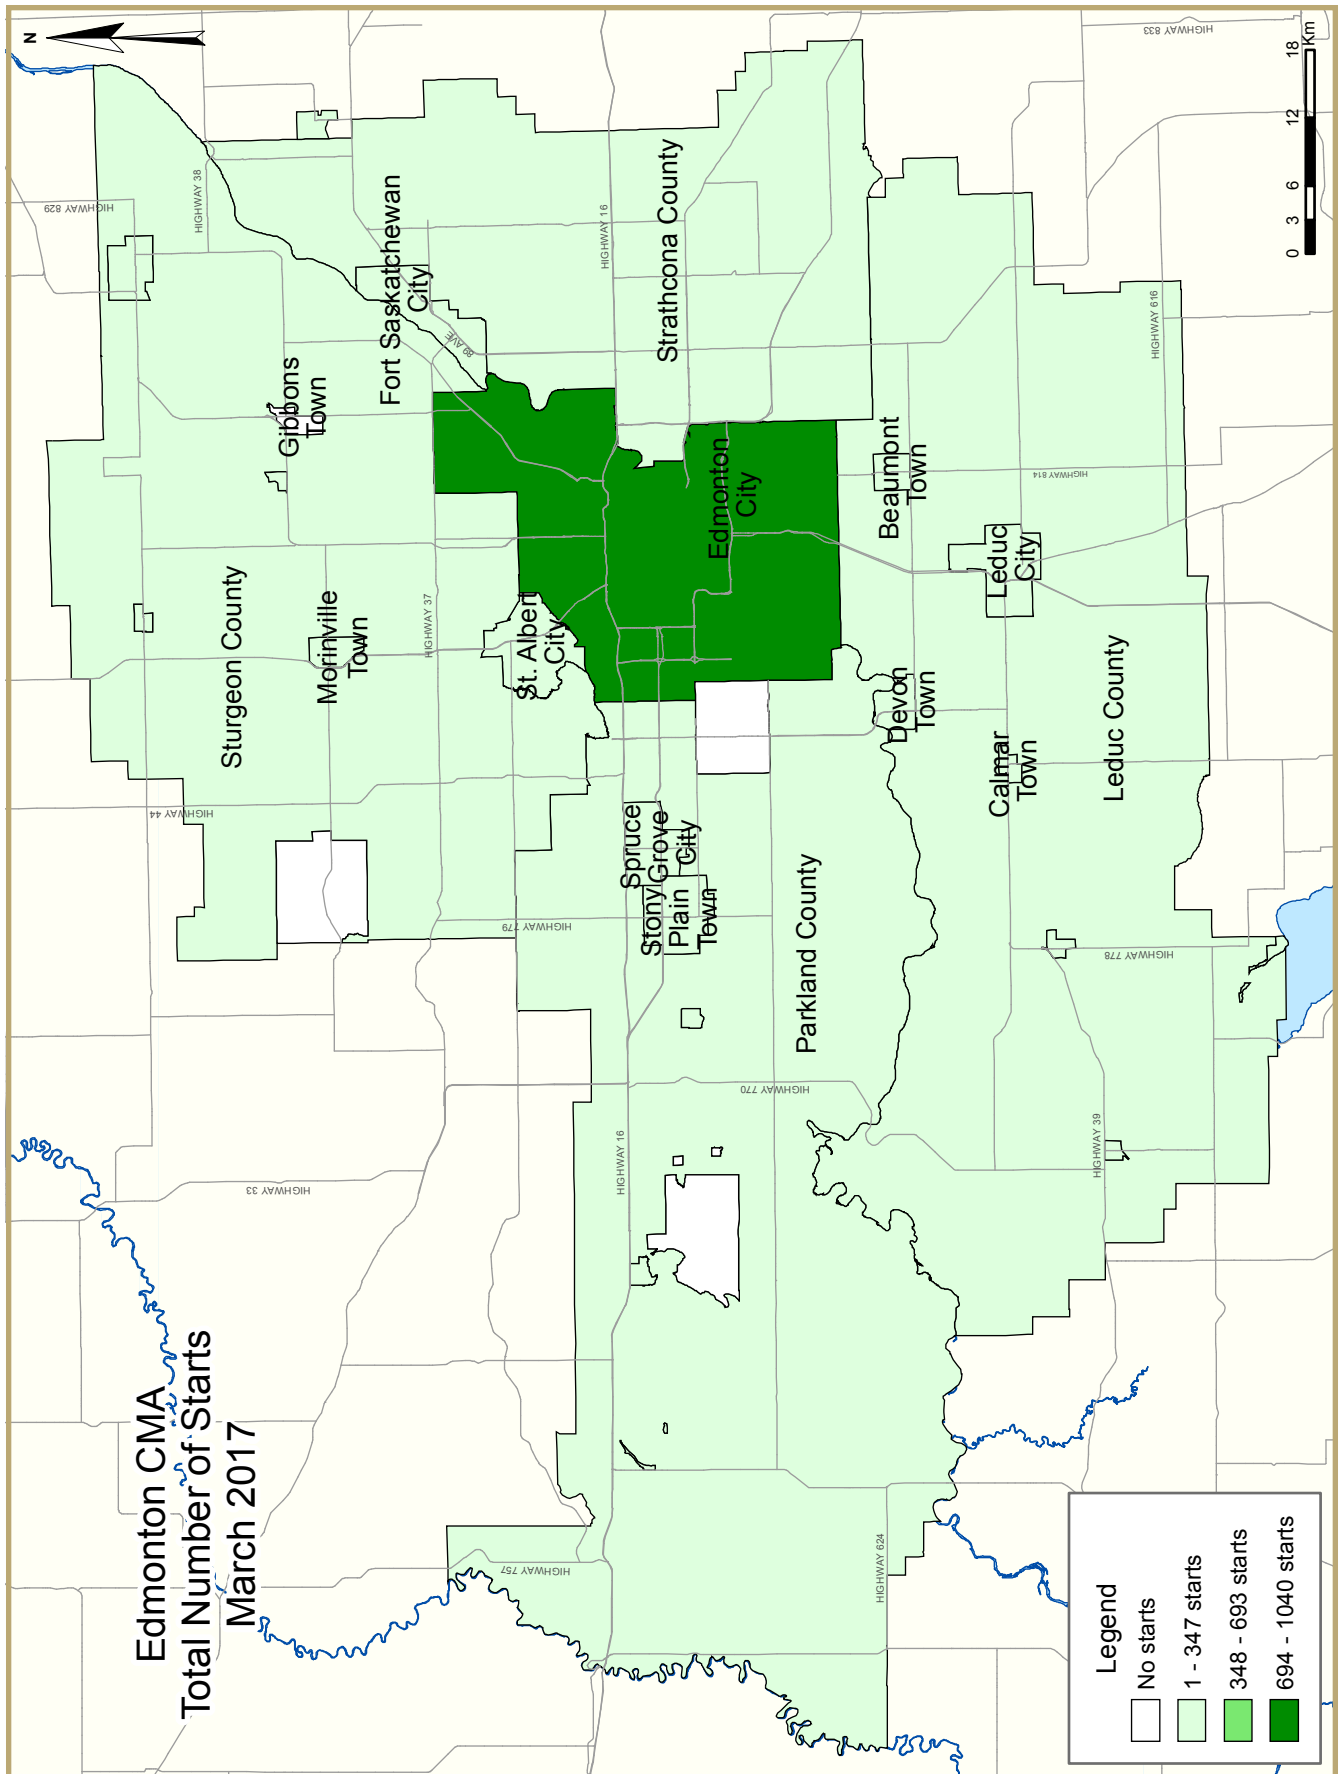 Edmonton CMA
Total Number of Starts
March 2017
N
HIGHWAY 833
HIGHWAY 829
HIGHWAY 38
HIGHWAY 16
HIGHWAY 616
HIGHWAY 814
HIGHWAY 37
HIGHWAY 44
HIGHWAY 779
HIGHWAY 778
HIGHWAY 770
HIGHWAY 39
HIGHWAY 16
HIGHWAY 33
HIGHWAY 757
HIGHWAY 624
89 AVE
Gibbons
Town
Fort Saskatchewan
City
Strathcona County
Sturgeon County
Morinville
Town
St. Albert
City
Edmonton
City
Beaumont
Town
Leduc
City
Devon
Town
Calmar
Town
Leduc County
Spruce
Grove
City
Stony
Plain
Town
Parkland County
Legend
No starts
1 - 347 starts
348 - 693 starts
694 - 1040 starts
0 3 6 12 18
Km